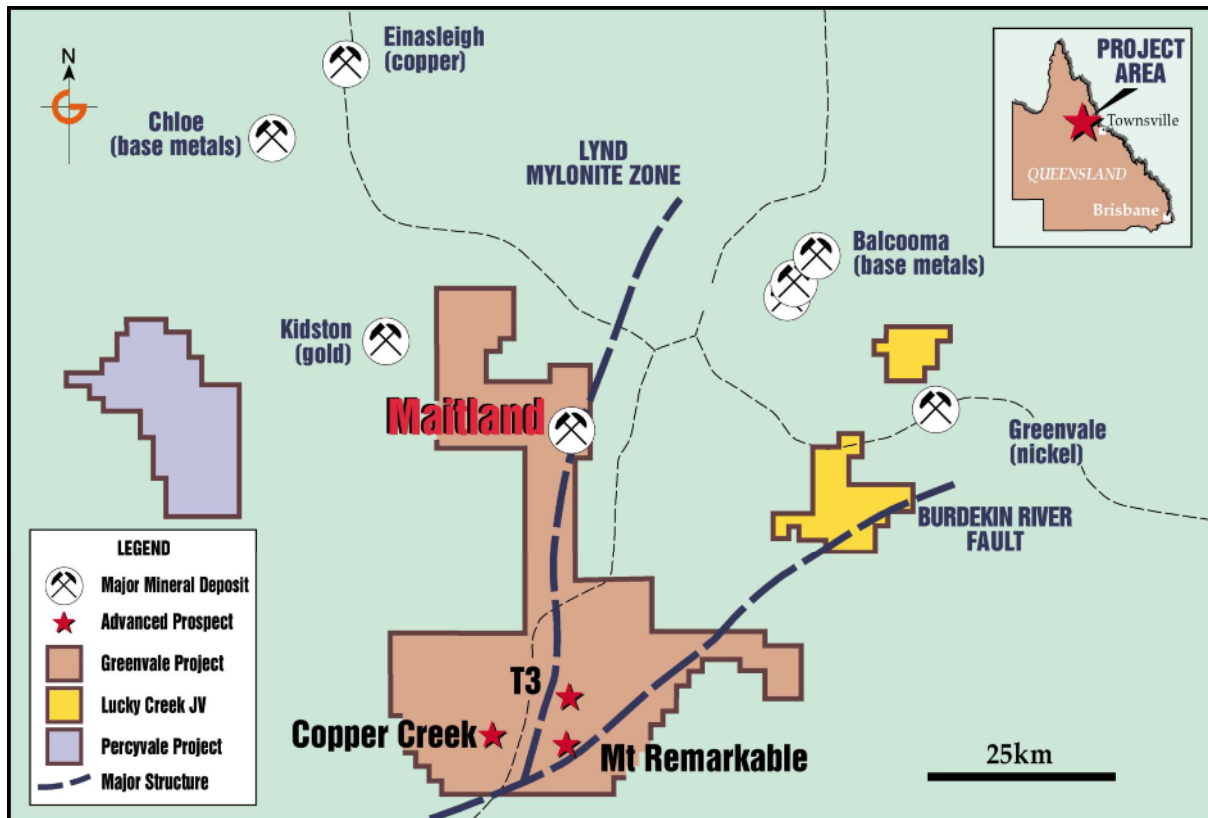 N
Einasleigh
(copper)
Chloe
(base metals)
LYND
MYLONITE ZONE
PROJECT
AREA
Townsville
QUEENSLAND
Brisbane
Balcooma
(base metals)
Kidston
(gold)
Maitland
Greenvale
(nickel)
BURDEKIN RIVER
FAULT
LEGEND
Major Mineral Deposit
Advanced Prospect
Greenvale Project
Lucky Creek JV
Percyvale Project
Major Structure
T3
Copper Creek
Mt Remarkable
25km